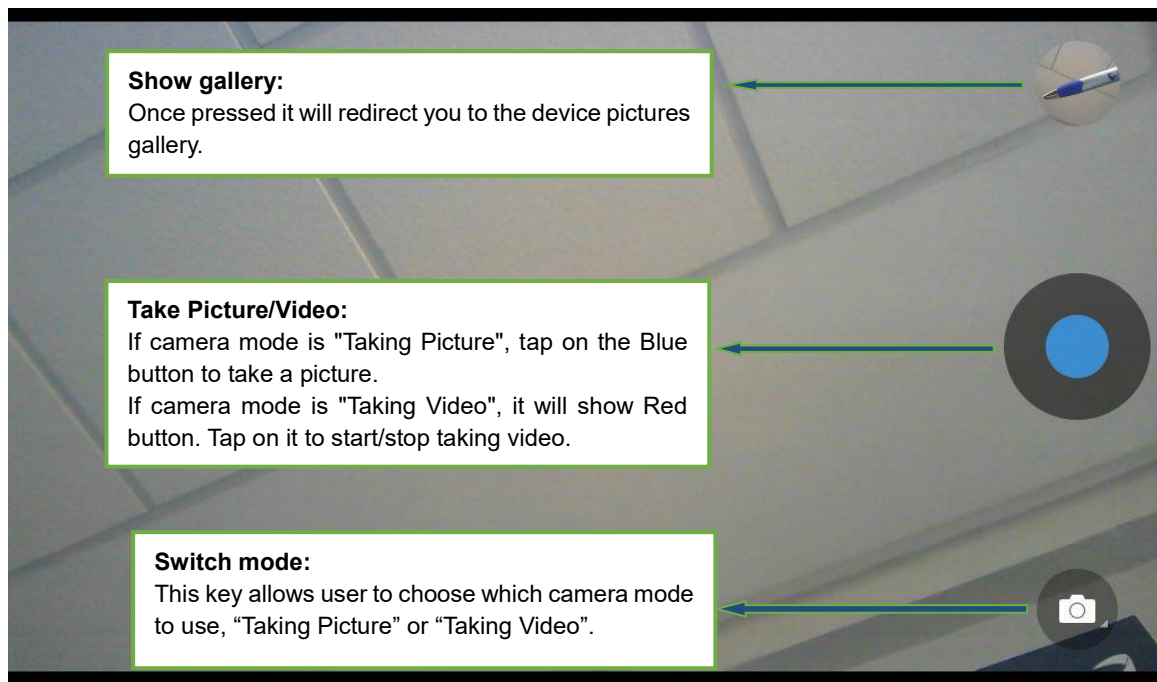 Show gallery:
Once pressed it will redirect you to the device pictures
gallery.
Take Picture/Video:
If camera mode is "Taking Picture", tap on the Blue
button to take a picture.
If camera mode is "Taking Video", it will show Red
button. Tap on it to start/stop taking video.
Switch mode:
This key allows user to choose which camera mode
to use, “Taking Picture” or “Taking Video”.